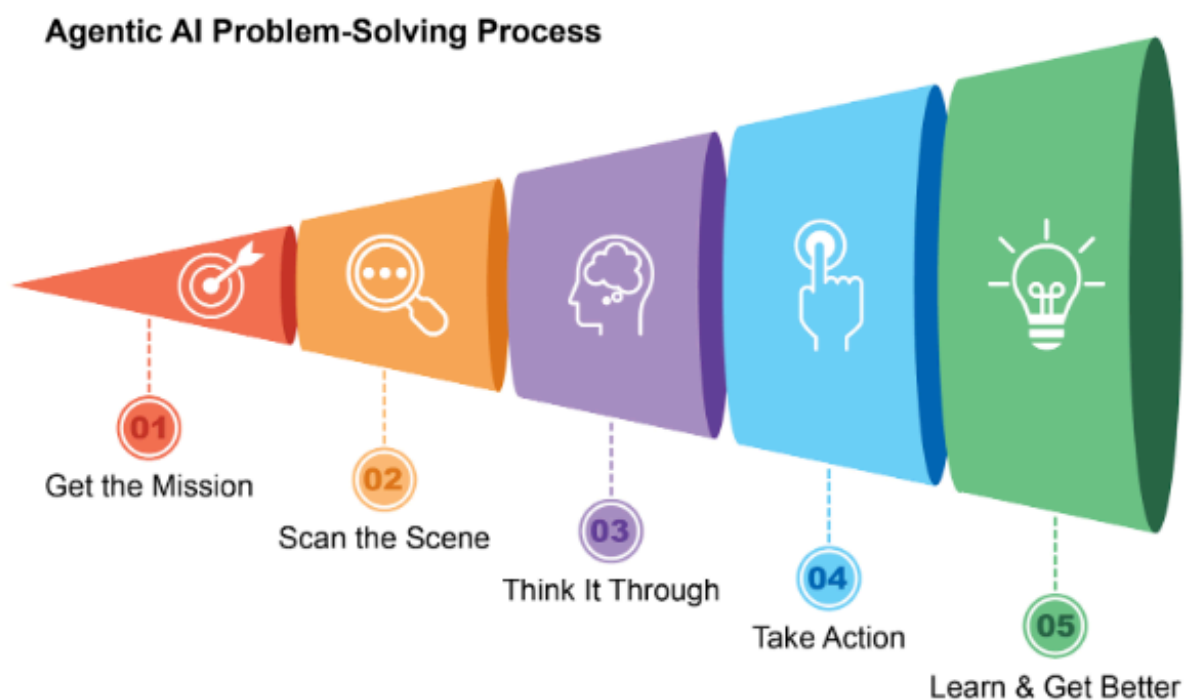 Agentic AI Problem-Solving Process
01
Get the Mission
02
Scan the Scene
03
Think It Through
04
Take Action
05
Learn & Get Better